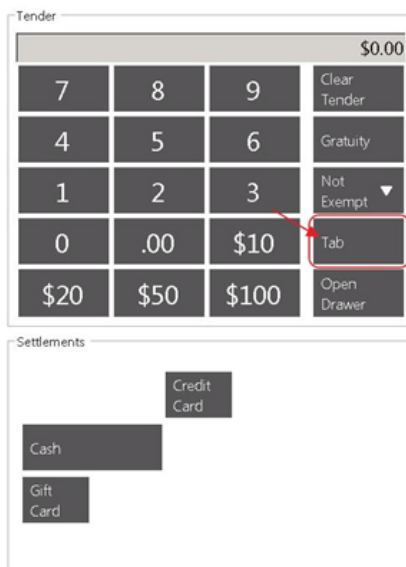 Tender
$0.00
7 8 9 Clear
Tender
4 5 6 Gratuity
1 2 3 Not
Exempt
0 .00 $10 Tab
$20 $50 $100 Open
Drawer
Settlements
Credit
Card
Cash
Gift
Card